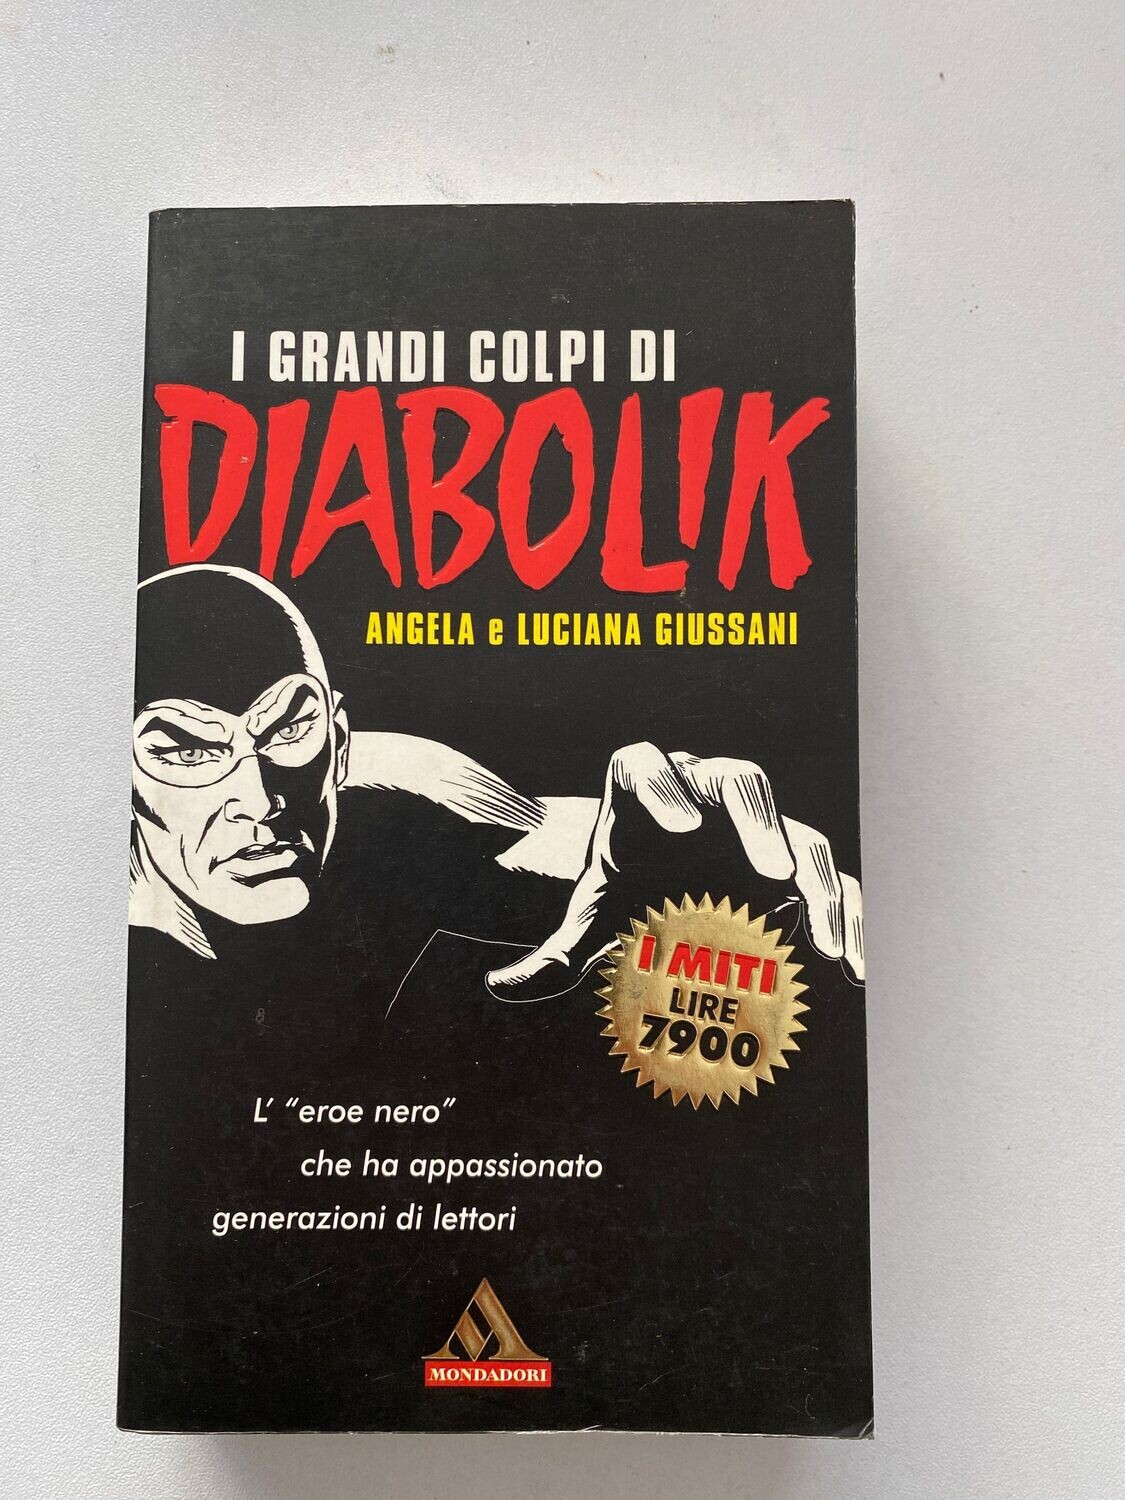 I GRANDI COLPI DI
DIABOLIK
ANGELA e LUCIANA GIUSSANI
I MITI
LIRE
7900
L' "eroe nero"
che ha appassionato
generazioni di lettori
MONDADORI